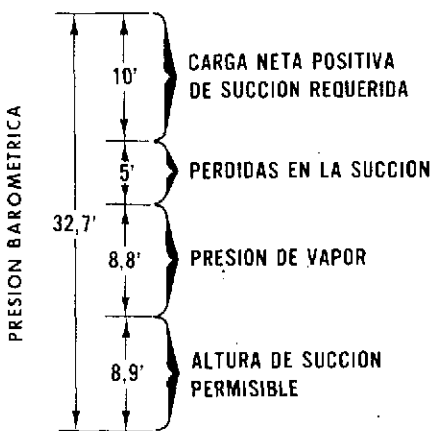 PRESION BAROMETRICA
32,7'
10'
CARGA NETA POSITIVA
DE SUCCION REQUERIDA
5'
PERDIDAS EN LA SUCCION
8,8'
PRESION DE VAPOR
8,9'
ALTURA DE SUCCION
PERMISIBLE